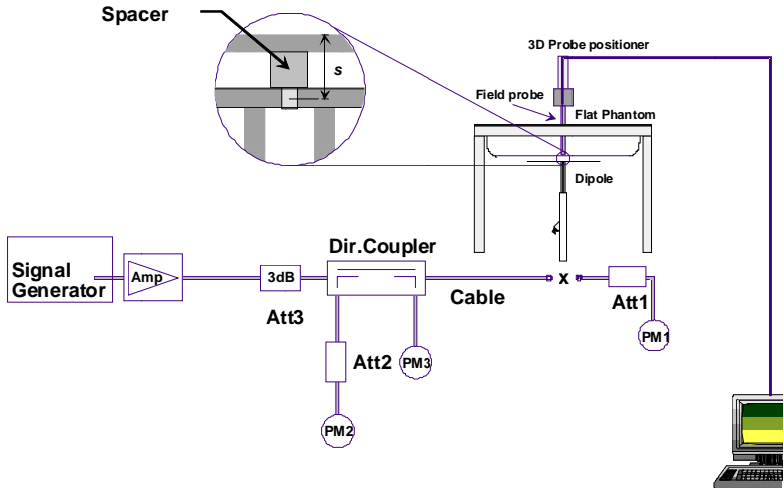 Spacer
s
3D Probe positioner
Field probe
Flat Phantom
Dipole
Signal
Generator
Amp
3dB
Att3
Dir.Coupler
Cable
x
Att1
PM1
Att2
PM3
PM2